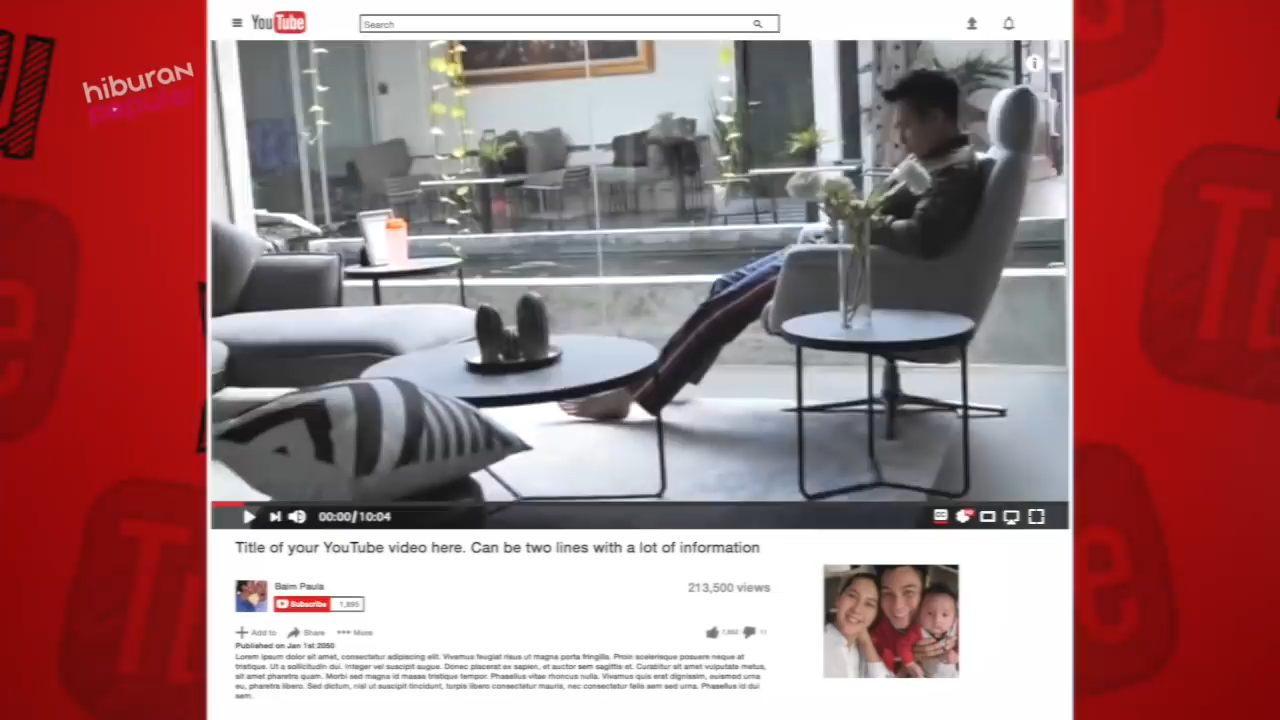 YouTube
Search
hiburan
populer
00:00/10:04
Title of your YouTube video here. Can be two lines with a lot of information
Baim Paula
213,500 views
Subscribe 1,890
Add to Share More
11
Published on Jan 1st 2050
Lorem ipsum dolor sit amet, consectetur adipiscing elit. Vivamus feugiat risus ut magna porta fringilla. Proin scelerisque posuere neque at
tristique. Ut a sollicitudin dui. Integer vel suscipit augue. Donec placerat ex sapien, et auctor sem sagittis et. Curabitur sit amet vulputate metus,
sit amet pharetra quam. Morbi sed magna id massa tristique tempor. Phasellus vitae rhoncus nulla. Vivamus quis erat dignissim, euismod urna
eu, pharetra libero. Sed dictum, nisl ut suscipit tincidunt, turpis libero consectetur mauris, nec consectetur felis sem sed urna. Phasellus id dui
sem.